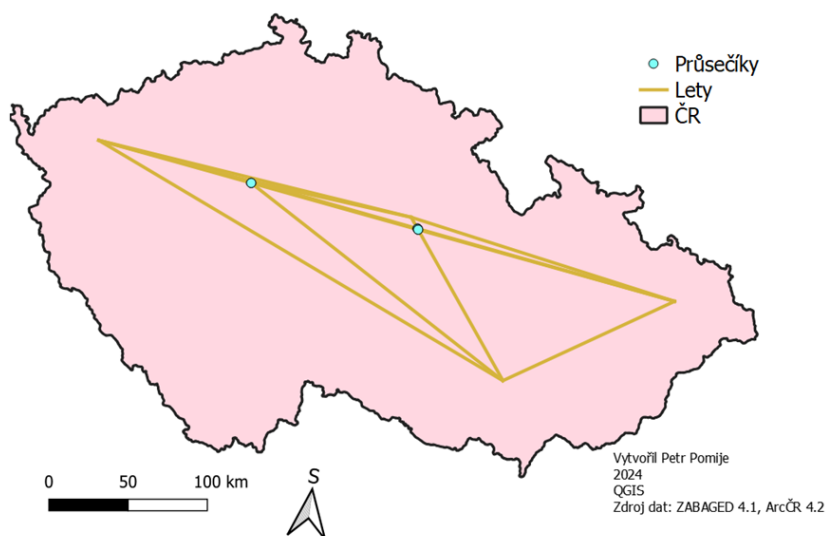 Průsečíky
Lety
ČR
0 50 100 km
S
Vytvořil Petr Pomije
2024
QGIS
Zdroj dat: ZABAGED 4.1, ArcČR 4.2